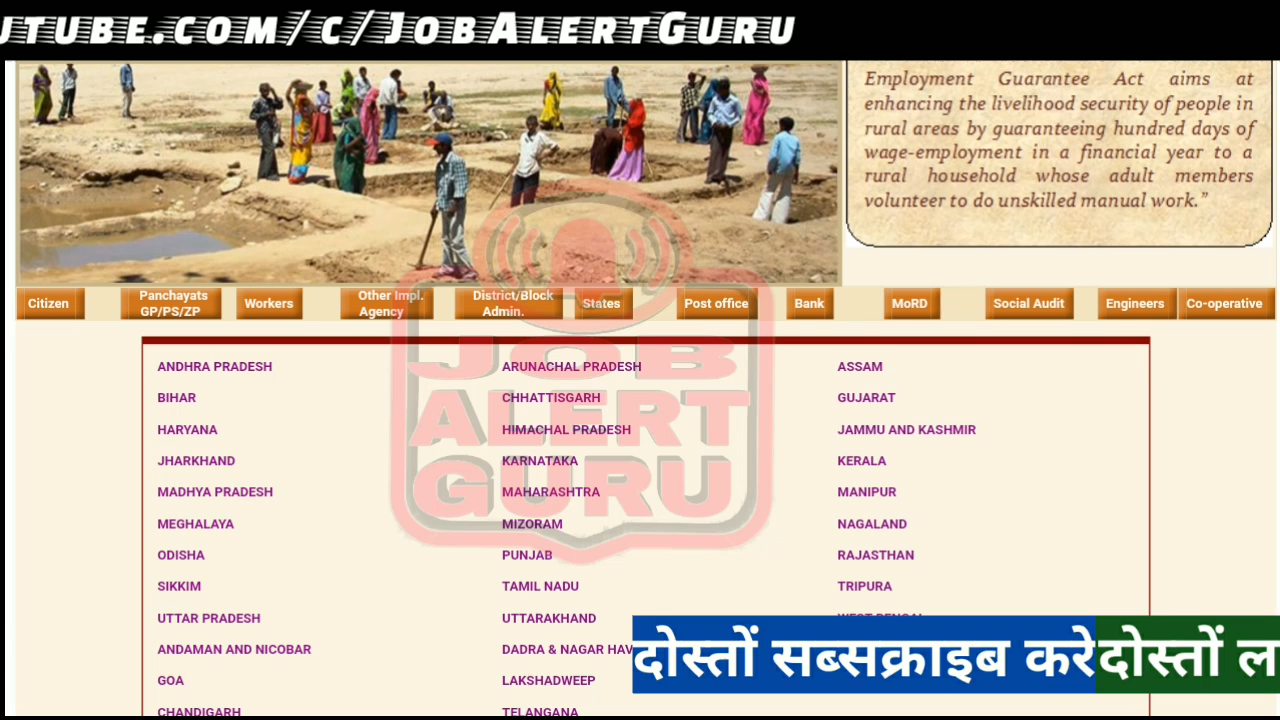 UTUBE.COM/C/JOBALERTGURU
Employment Guarantee Act aims at
enhancing the livelihood security of people in
rural areas by guaranteeing hundred days of
wage-employment in a financial year to a
rural household whose adult members
volunteer to do unskilled manual work.”
Citizen
Panchayats
GP/PS/ZP
Workers
Other Impl.
Agency
District/Block
Admin.
States
Post office
Bank
MoRD
Social Audit
Engineers
Co-operative
JOB
ALERT
GURU
ANDHRA PRADESH ARUNACHAL PRADESH ASSAM
BIHAR CHHATTISGARH GUJARAT
HARYANA HIMACHAL PRADESH JAMMU AND KASHMIR
JHARKHAND KARNATAKA KERALA
MADHYA PRADESH MAHARASHTRA MANIPUR
MEGHALAYA MIZORAM NAGALAND
ODISHA PUNJAB RAJASTHAN
SIKKIM TAMIL NADU TRIPURA
UTTAR PRADESH UTTARAKHAND
ANDAMAN AND NICOBAR DADRA & NAGAR HAV
GOA LAKSHADWEEP
CHANDIGARH TELANGANA
दोस्तों सब्सक्राइब करे दोस्तों ल